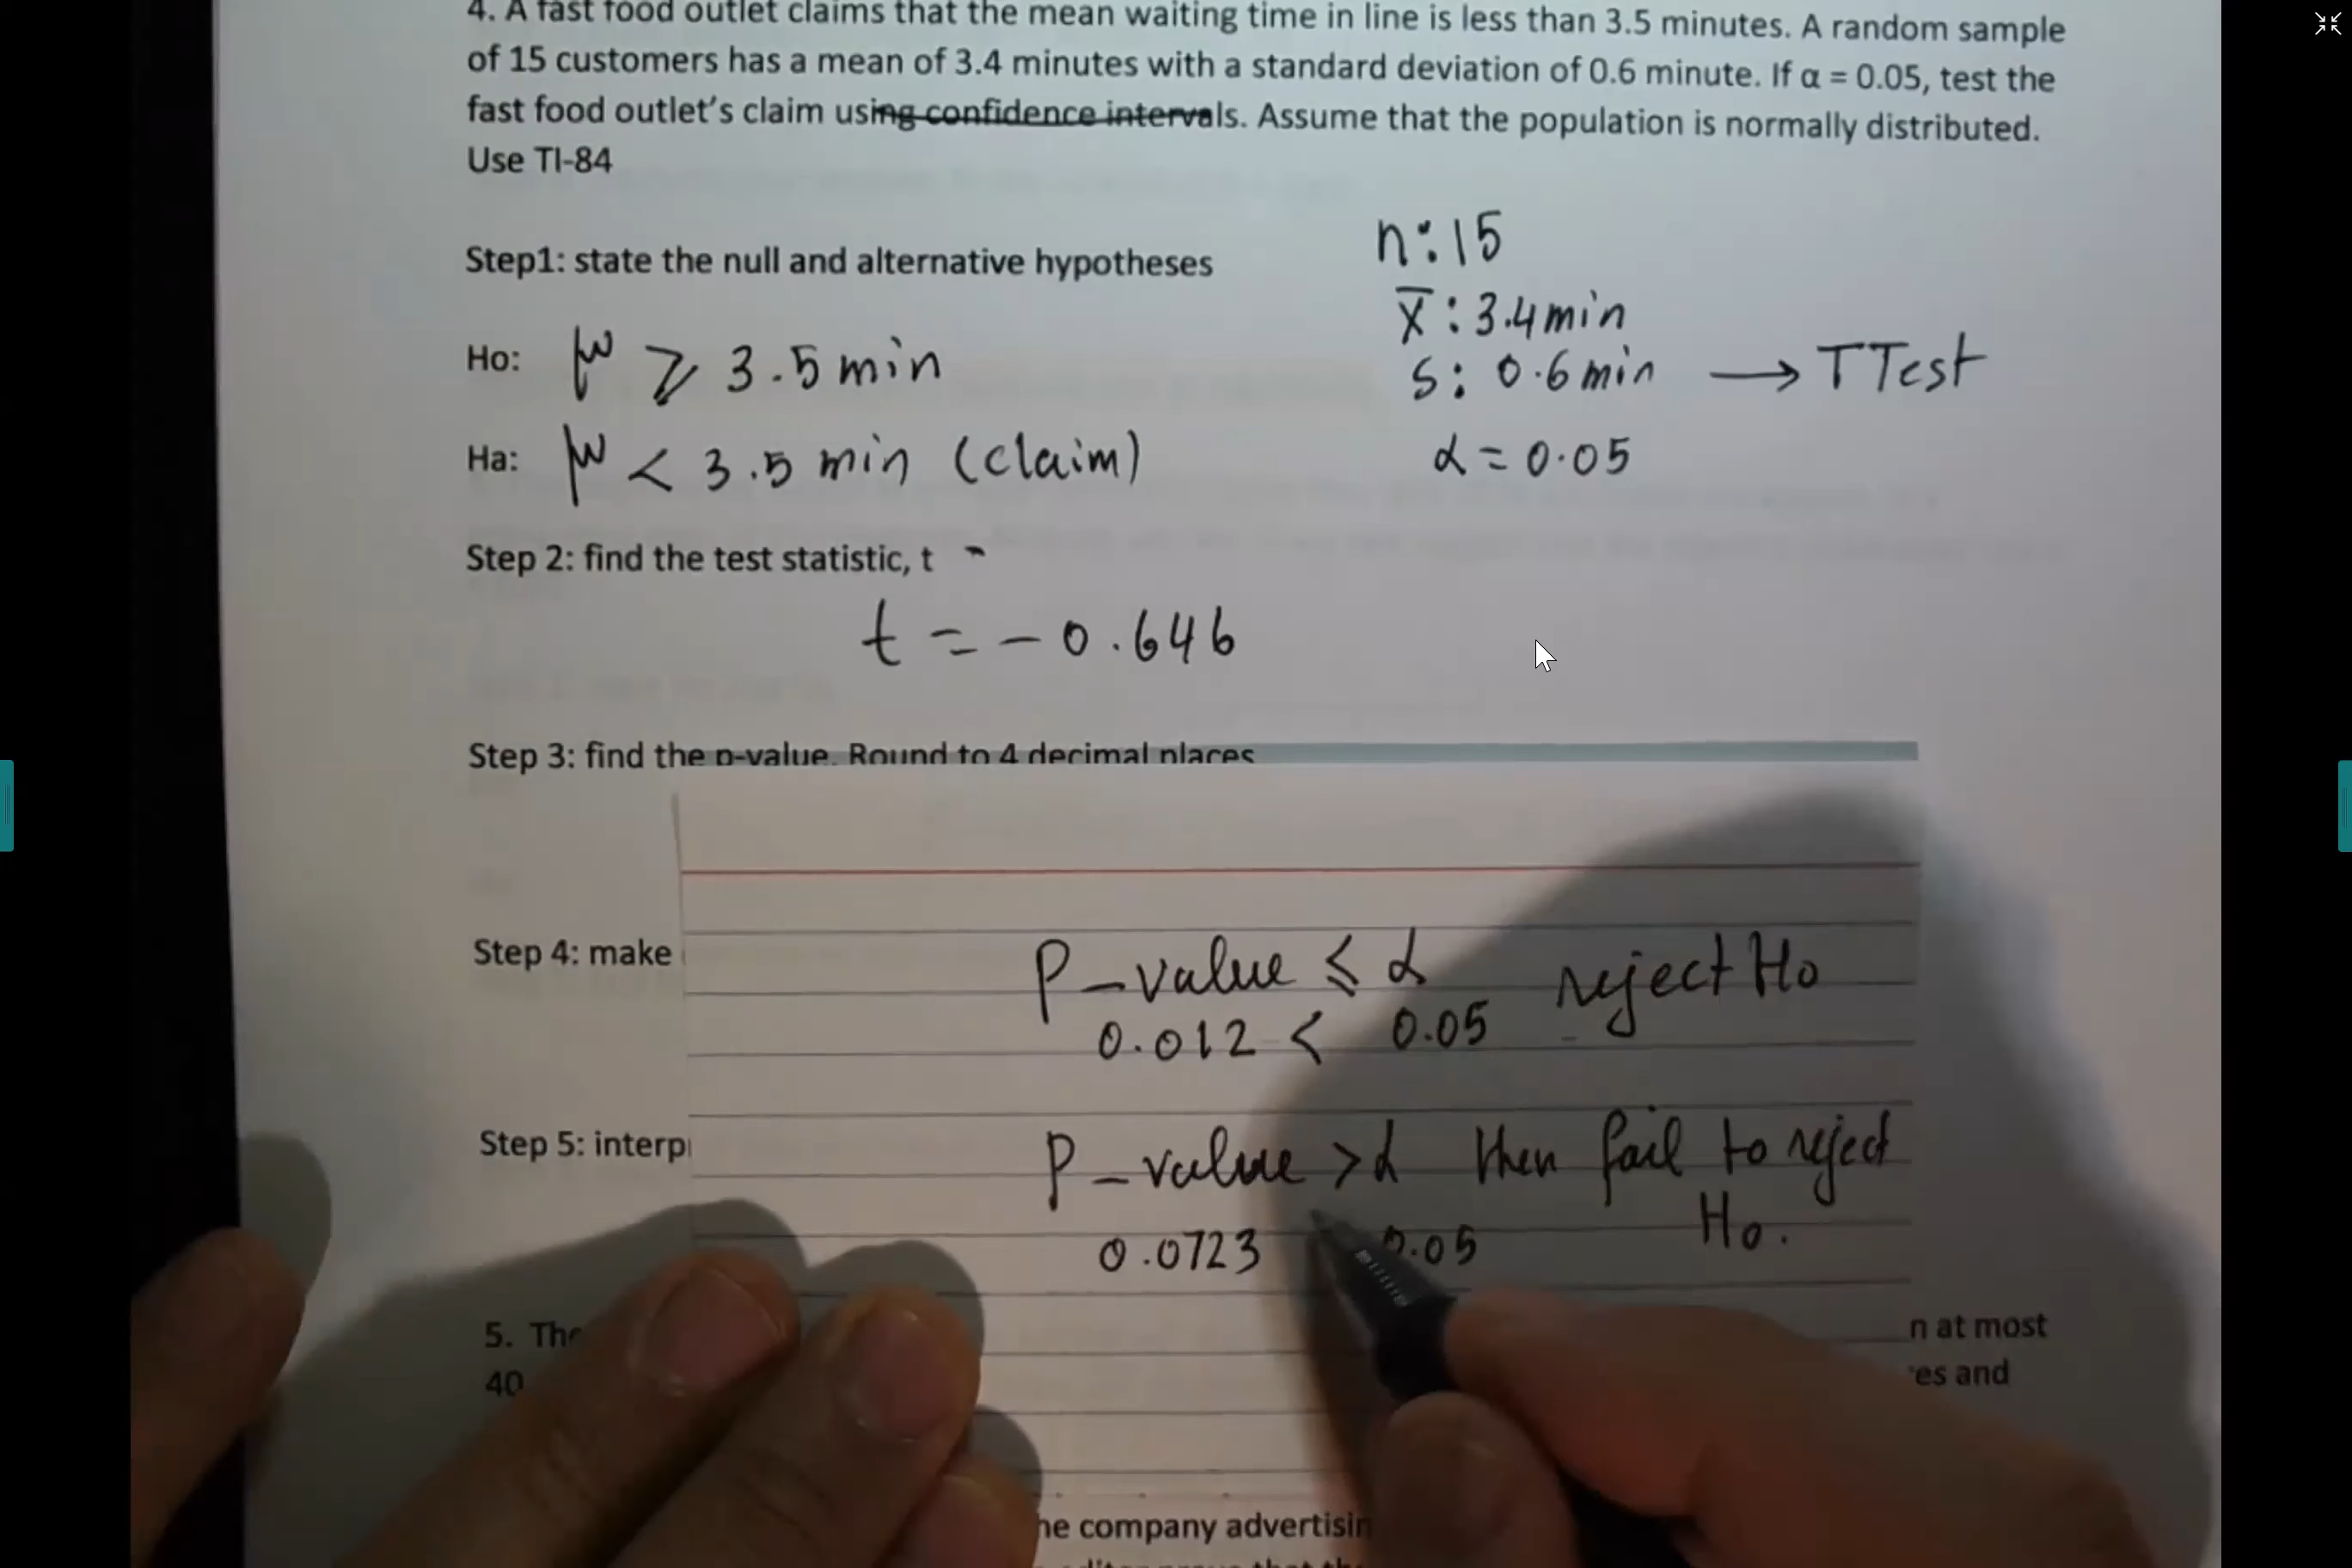 4. A fast food outlet claims that the mean waiting time in line is less than 3.5 minutes. A random sample
of 15 customers has a mean of 3.4 minutes with a standard deviation of 0.6 minute. If α = 0.05, test the
fast food outlet's claim using confidence intervals. Assume that the population is normally distributed.
Use TI-84
n: 15
Step1: state the null and alternative hypotheses
x̅ : 3.4 min
Ho: μ ≥ 3.5 min
s: 0.6 min → T Test
Ha: μ < 3.5 min (claim)
α = 0.05
Step 2: find the test statistic, t
t = - 0.646
Step 3: find the p-value. Round to 4 decimal places
Step 4: make
P-value ≤ α reject Ho
0.012 < 0.05
Step 5: interp
P-value > α then fail to reject
Ho.
0.0723 0.05
5. The
n at most
40
es and
he company advertisin